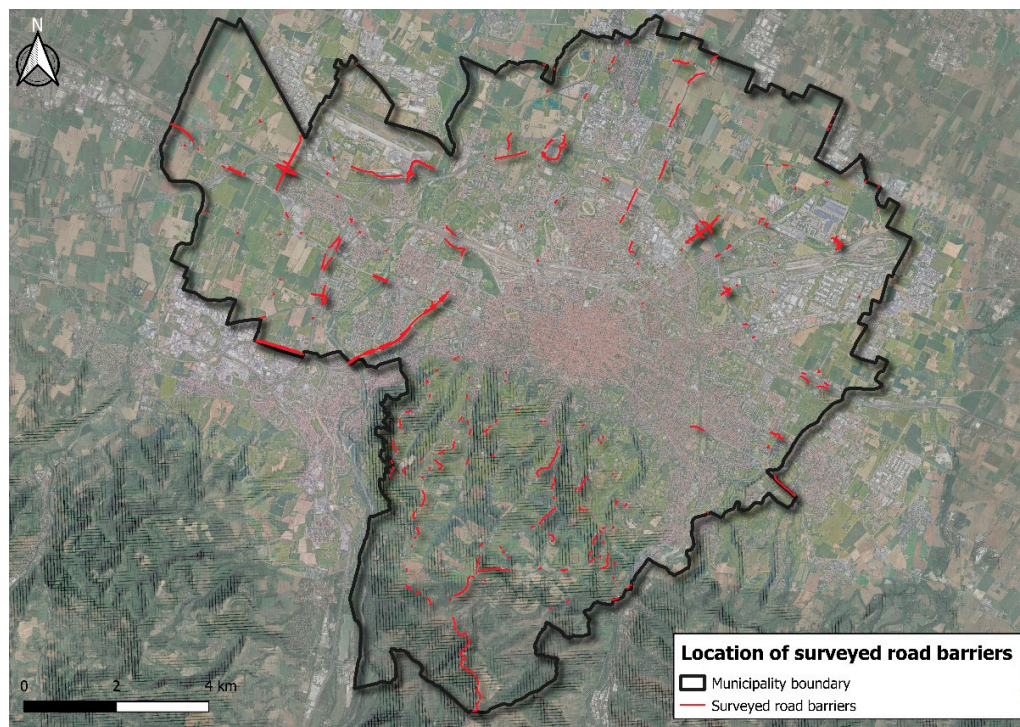 N
Location of surveyed road barriers
Municipality boundary
Surveyed road barriers
0 2 4 km